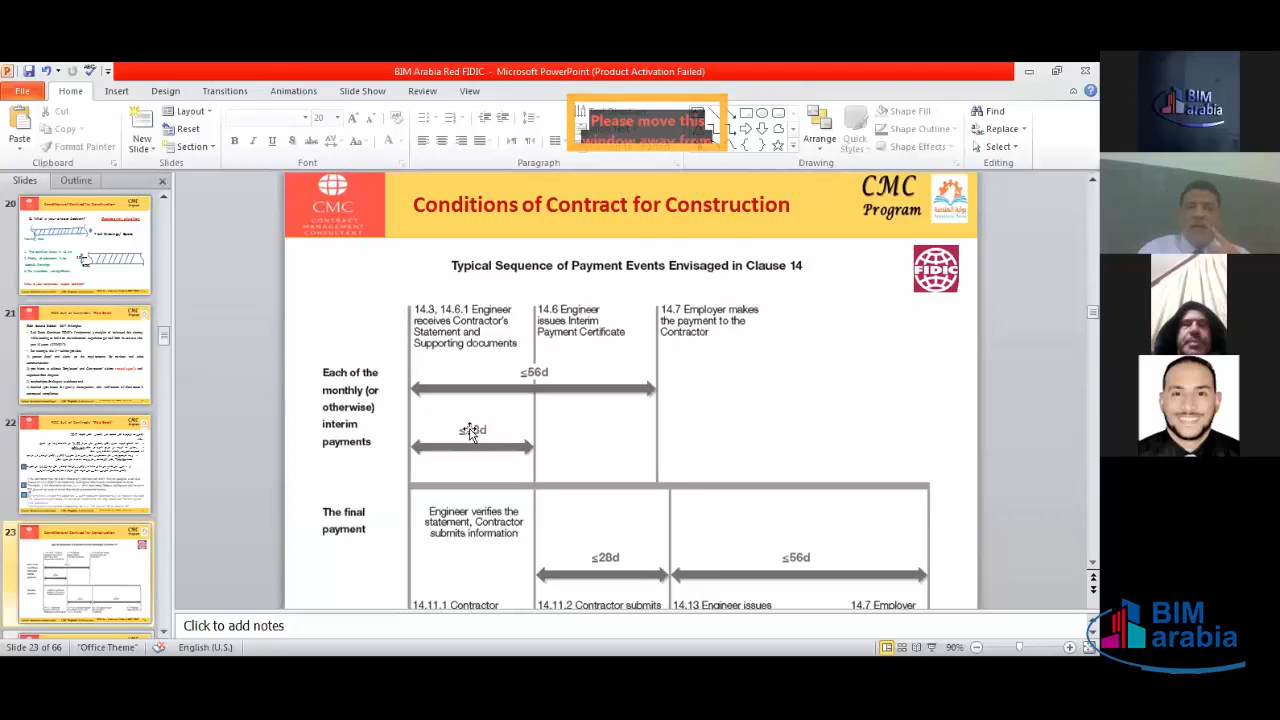 BIM Arabia Red FIDIC - Microsoft PowerPoint (Product Activation Failed)
File Home Insert Design Transitions Animations Slide Show Review View
Paste
Cut
Copy
Format Painter
Clipboard
New
Slide
Layout
Reset
Section
Slides
20
Font
Paragraph
Please move this
window away from
Arrange
Quick
Styles
Shape Fill
Shape Outline
Shape Effects
Drawing
Find
Replace
Select
Editing
Slides Outline
20
21
22
23
CMC
CONTRACT
MANAGEMENT
CONSULTANT
Conditions of Contract for Construction
CMC
Program
FIDIC
Typical Sequence of Payment Events Envisaged in Clause 14
14.3, 14.6.1 Engineer
receives Contractor's
Statement and
Supporting documents
14.6 Engineer
issues Interim
Payment Certificate
14.7 Employer makes
the payment to the
Contractor
Each of the
monthly (or
otherwise)
interim
payments
≤56d
The final
payment
Engineer verifies the
statement, Contractor
submits information
≤28d
≤56d
14.11.1 Contractor
14.11.2 Contractor submits
14.13 Engineer issues
14.7 Employer
Click to add notes
Slide 23 of 66
"Office Theme"
English (U.S.)
90%
BIM
arabia
BIM
arabia